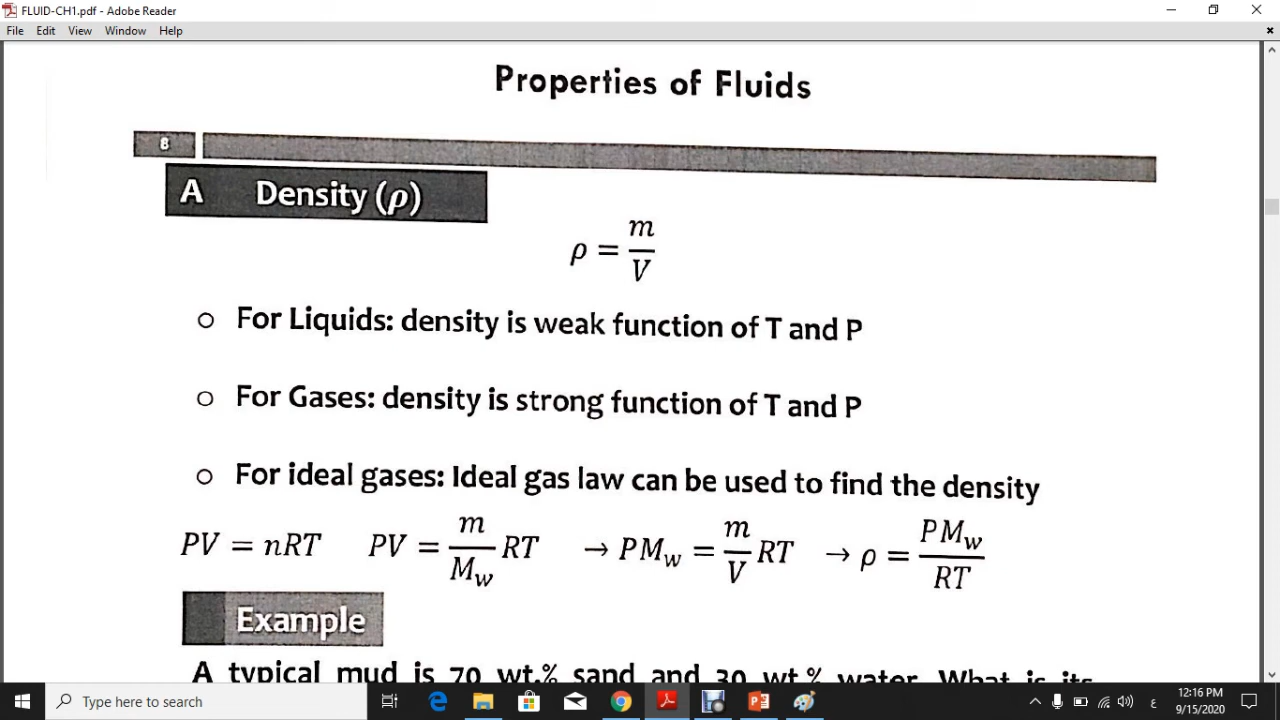 FLUID-CH1.pdf - Adobe Reader
File Edit View Window Help
Properties of Fluids
8
A Density (ρ)
ρ = m/V
○ For Liquids: density is weak function of T and P
○ For Gases: density is strong function of T and P
○ For ideal gases: Ideal gas law can be used to find the density
PV = nRT PV = m/M_w RT → PM_w = m/V RT → ρ = PM_w/RT
Example
A typical mud is 70 wt.% sand and 30 wt.% water. What is its
Type here to search
ع
12:16 PM
9/15/2020